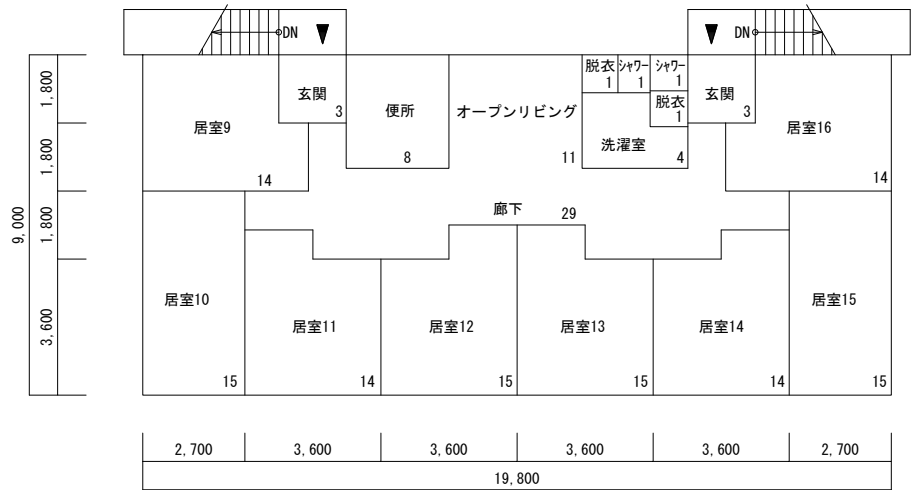 DN
DN
脱衣
1
シャワー
1
シャワー
1
脱衣
1
玄関
3
便所
8
オープンリビング
11
洗濯室
4
玄関
3
居室9
14
居室16
14
廊下
29
居室10
15
居室11
14
居室12
15
居室13
15
居室14
14
居室15
15
1,800
1,800
1,800
3,600
9,000
2,700
3,600
3,600
3,600
3,600
2,700
19,800